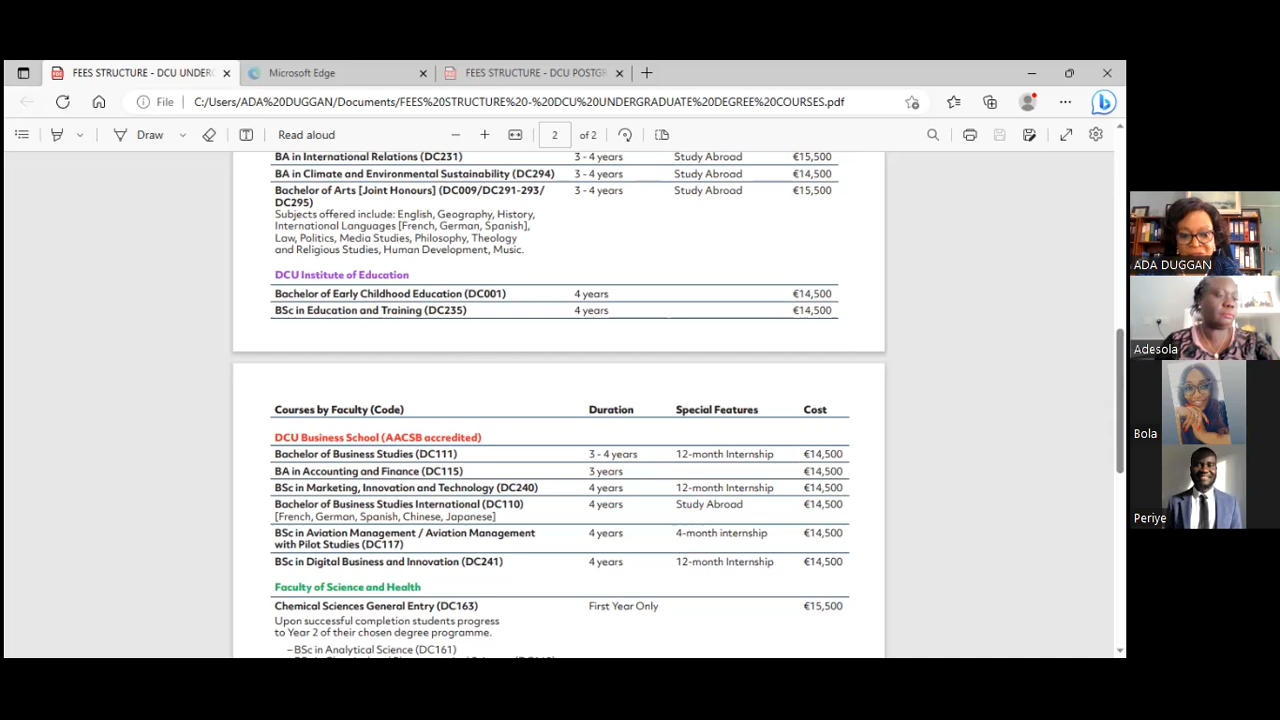 FEES STRUCTURE - DCU UNDERG
Microsoft Edge
FEES STRUCTURE - DCU POSTGR
File C:/Users/ADA%20DUGGAN/Documents/FEES%20STRUCTURE%20-%20DCU%20UNDERGRADUATE%20DEGREE%20COURSES.pdf
Draw Read aloud 2 of 2
BA in International Relations (DC231) 3 - 4 years Study Abroad €15,500
BA in Climate and Environmental Sustainability (DC294) 3 - 4 years Study Abroad €14,500
Bachelor of Arts [Joint Honours] (DC009/DC291-293/ 3 - 4 years Study Abroad €15,500
DC295)
Subjects offered include: English, Geography, History,
International Languages [French, German, Spanish],
Law, Politics, Media Studies, Philosophy, Theology
and Religious Studies, Human Development, Music.
DCU Institute of Education
Bachelor of Early Childhood Education (DC001) 4 years €14,500
BSc in Education and Training (DC235) 4 years €14,500
Courses by Faculty (Code) Duration Special Features Cost
DCU Business School (AACSB accredited)
Bachelor of Business Studies (DC111) 3 - 4 years 12-month Internship €14,500
BA in Accounting and Finance (DC115) 3 years €14,500
BSc in Marketing, Innovation and Technology (DC240) 4 years 12-month Internship €14,500
Bachelor of Business Studies International (DC110) 4 years Study Abroad €14,500
[French, German, Spanish, Chinese, Japanese]
BSc in Aviation Management / Aviation Management 4 years 4-month internship €14,500
with Pilot Studies (DC117)
BSc in Digital Business and Innovation (DC241) 4 years 12-month Internship €14,500
Faculty of Science and Health
Chemical Sciences General Entry (DC163) First Year Only €15,500
Upon successful completion students progress
to Year 2 of their chosen degree programme.
– BSc in Analytical Science (DC161)
ADA DUGGAN
Adesola
Bola
Periye